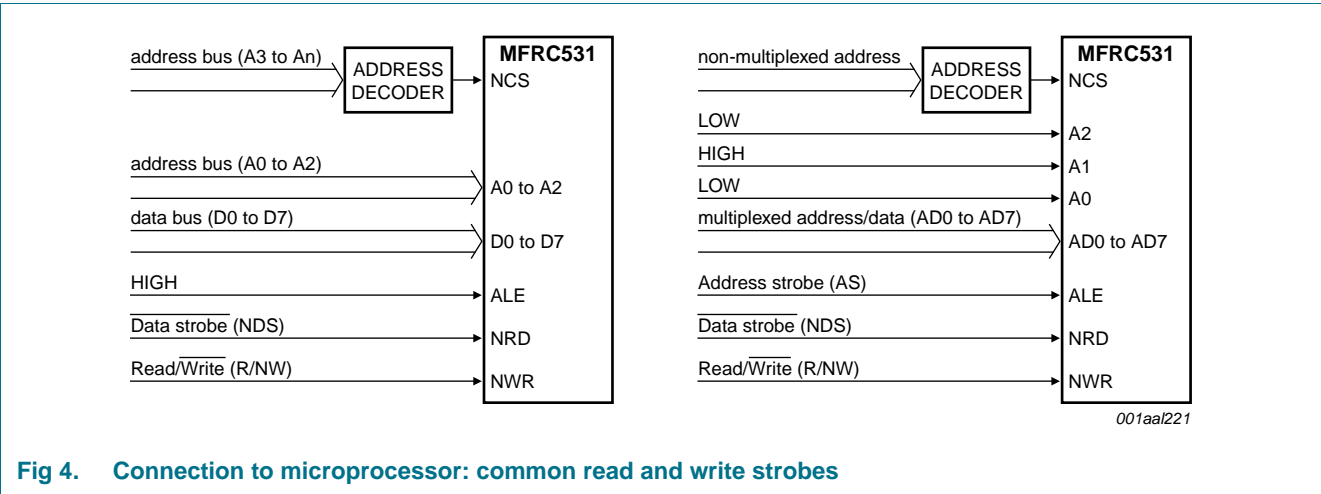 address bus (A3 to An)
ADDRESS
DECODER
MFRC531
NCS
address bus (A0 to A2)
A0 to A2
data bus (D0 to D7)
D0 to D7
HIGH
ALE
Data strobe (NDS)
NRD
Read/Write (R/NW)
NWR
non-multiplexed address
ADDRESS
DECODER
MFRC531
NCS
LOW
A2
HIGH
A1
LOW
A0
multiplexed address/data (AD0 to AD7)
AD0 to AD7
Address strobe (AS)
ALE
Data strobe (NDS)
NRD
Read/Write (R/NW)
NWR
001aal221
Fig 4. Connection to microprocessor: common read and write strobes